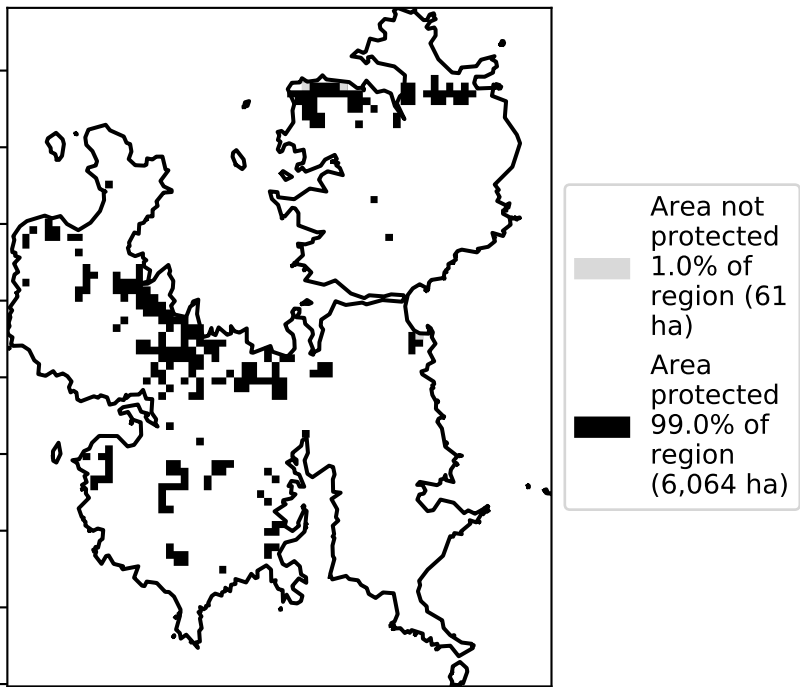 Area not
protected
1.0% of
region (61
ha)
Area
protected
99.0% of
region
(6,064 ha)